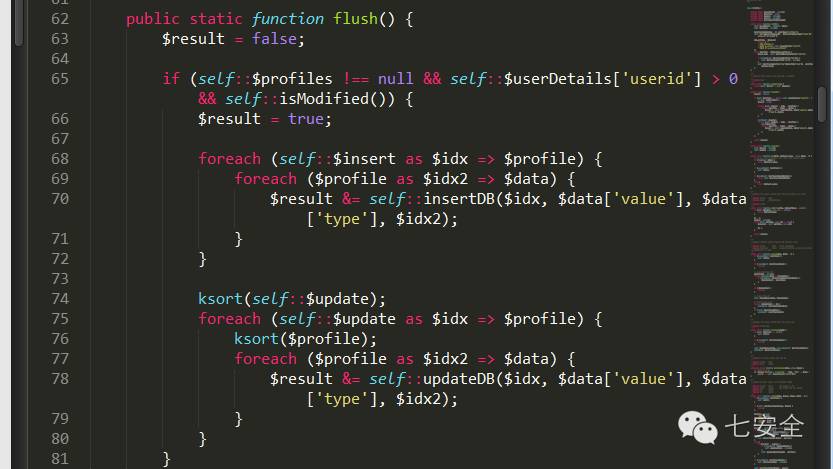 61
62 public static function flush() {
63 $result = false;
64
65 if (self::$profiles !== null && self::$userDetails['userid'] > 0
&& self::isModified()) {
66 $result = true;
67
68 foreach (self::$insert as $idx => $profile) {
69 foreach ($profile as $idx2 => $data) {
70 $result &= self::insertDB($idx, $data['value'], $data
['type'], $idx2);
71 }
72 }
73
74 ksort(self::$update);
75 foreach (self::$update as $idx => $profile) {
76 ksort($profile);
77 foreach ($profile as $idx2 => $data) {
78 $result &= self::updateDB($idx, $data['value'], $data
['type'], $idx2);
79 }
80 }
81 }
七安全